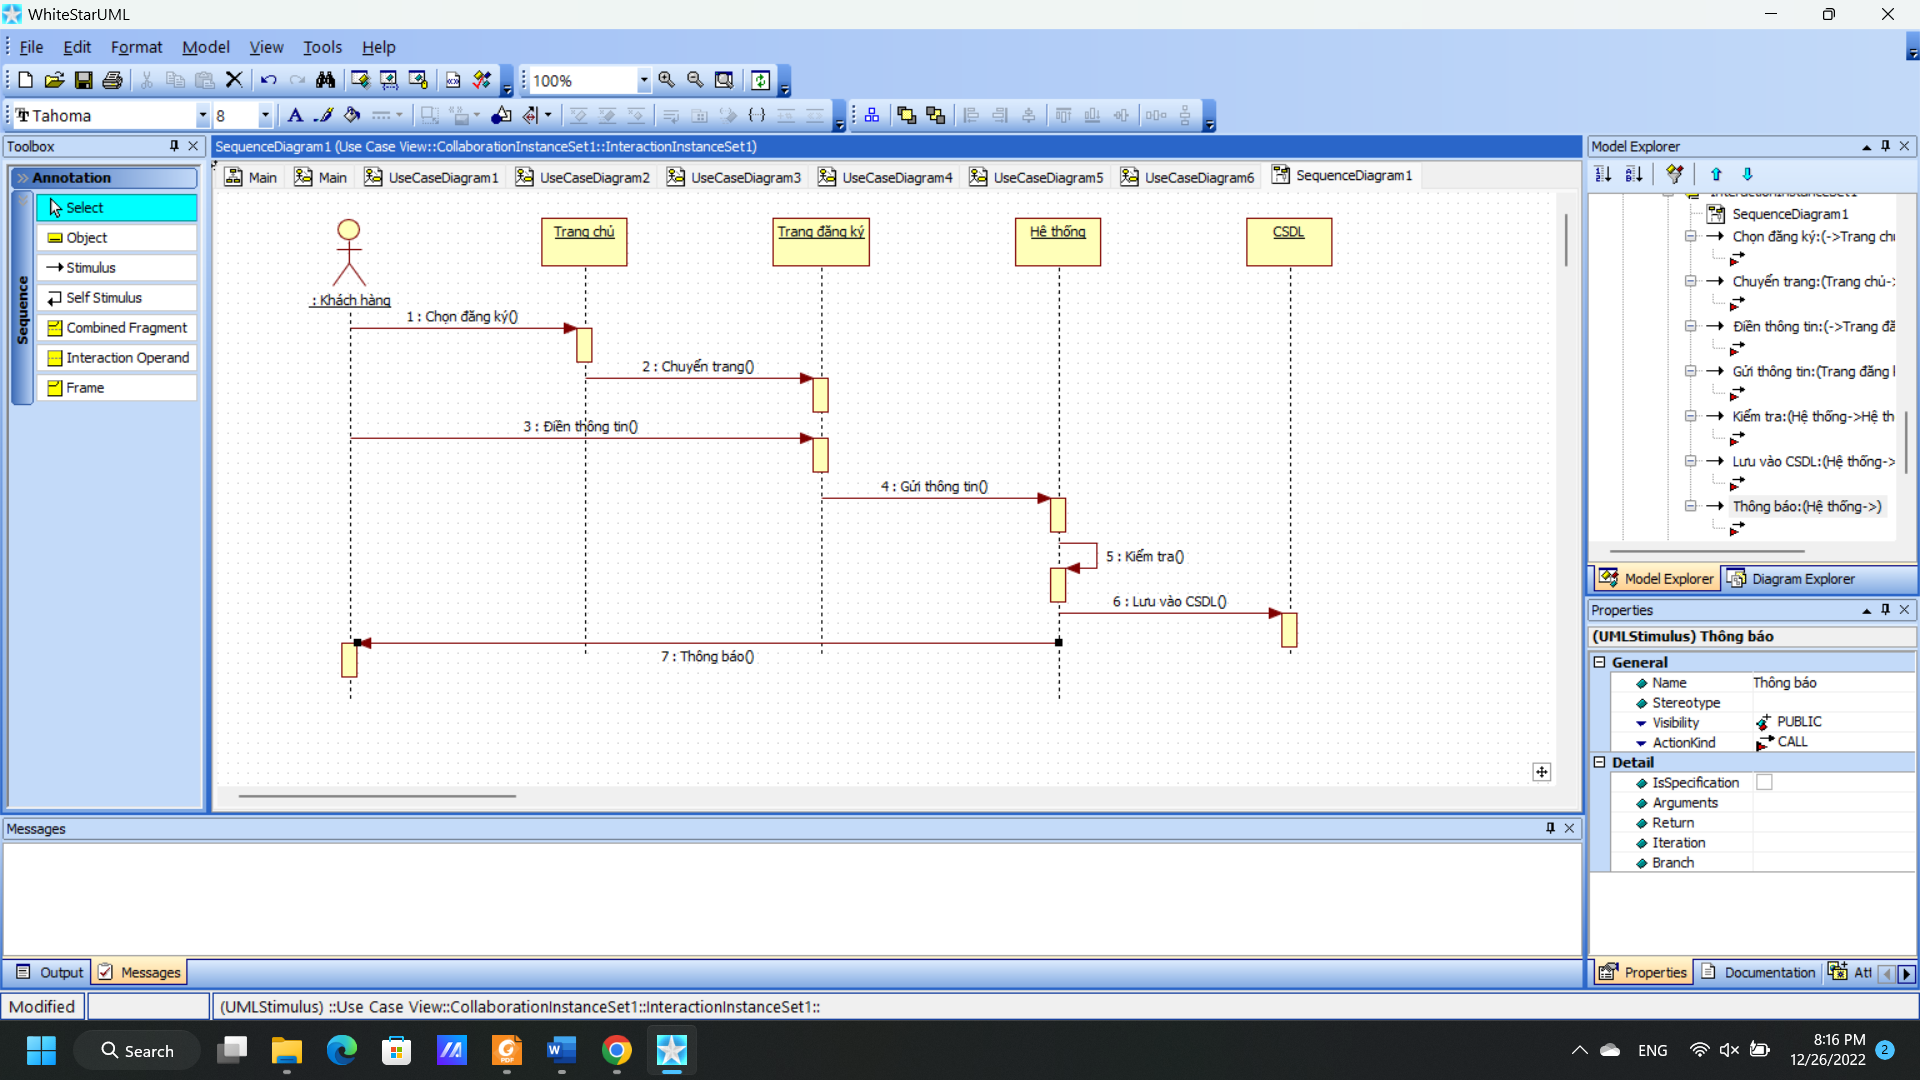 WhiteStarUML
File Edit Format Model View Tools Help
100%
Tahoma 8
Toolbox
Annotation
Select
Object
Stimulus
Self Stimulus
Combined Fragment
Interaction Operand
Frame
Sequence
SequenceDiagram1 (Use Case View::CollaborationInstanceSet1::InteractionInstanceSet1)
Main Main UseCaseDiagram1 UseCaseDiagram2 UseCaseDiagram3 UseCaseDiagram4 UseCaseDiagram5 UseCaseDiagram6 SequenceDiagram1
Trang chủ Trang đăng ký Hệ thống CSDL
: Khách hàng
1 : Chọn đăng ký()
2 : Chuyển trang()
3 : Điền thông tin()
4 : Gửi thông tin()
5 : Kiểm tra()
6 : Lưu vào CSDL()
7 : Thông báo()
Model Explorer
InteractionInstanceSet1
SequenceDiagram1
Chọn đăng ký:(->Trang chủ
Chuyển trang:(Trang chủ->
Điền thông tin:(->Trang đă
Gửi thông tin:(Trang đăng
Kiểm tra:(Hệ thống->Hệ th
Lưu vào CSDL:(Hệ thống->
Thông báo:(Hệ thống->)
Model Explorer Diagram Explorer
Properties
(UMLStimulus) Thông báo
General
Name Thông báo
Stereotype
Visibility PUBLIC
ActionKind CALL
Detail
IsSpecification
Arguments
Return
Iteration
Branch
Properties Documentation Att
Messages
Output Messages
Modified
(UMLStimulus) ::Use Case View::CollaborationInstanceSet1::InteractionInstanceSet1::
Search
ENG
8:16 PM
12/26/2022
2